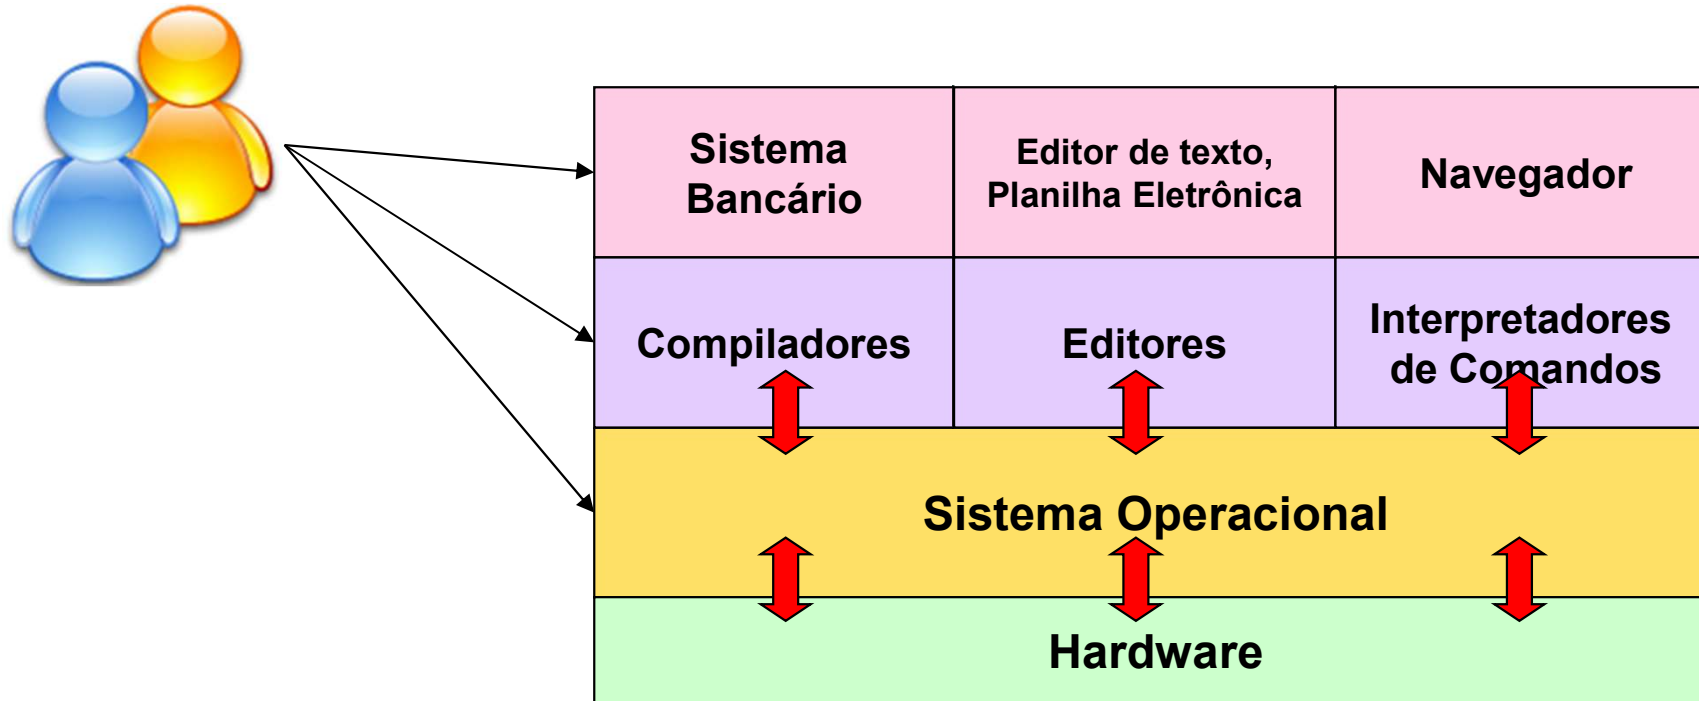 Sistema
Bancário
Editor de texto,
Planilha Eletrônica
Navegador
Compiladores
Editores
Interpretadores
de Comandos
Sistema Operacional
Hardware